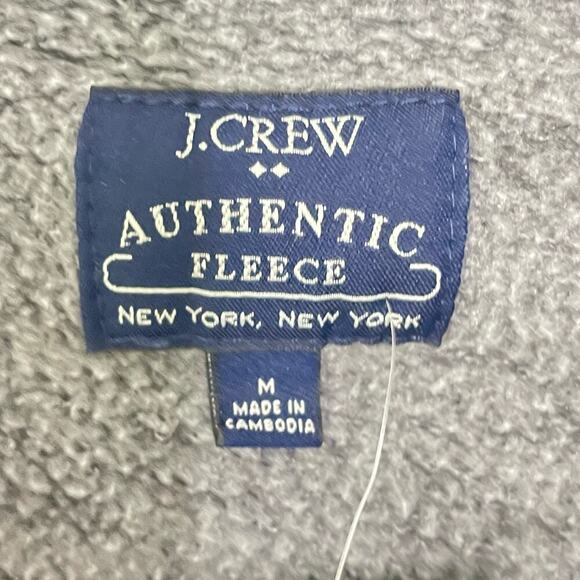 J.CREW
AUTHENTIC
FLEECE
NEW YORK, NEW YORK
M
MADE IN
CAMBODIA